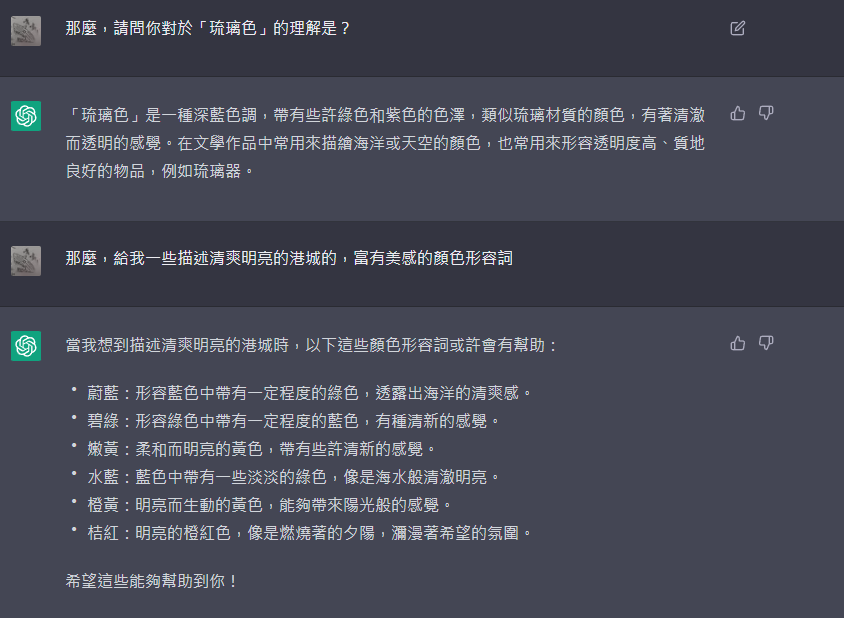 那麼，請問你對於「琉璃色」的理解是？
「琉璃色」是一種深藍色調，帶有些許綠色和紫色的色澤，類似琉璃材質的顏色，有著清澈
而透明的感覺。在文學作品中常用來描繪海洋或天空的顏色，也常用來形容透明度高、質地
良好的物品，例如琉璃器。
那麼，給我一些描述清爽明亮的港城的，富有美感的顏色形容詞
當我想到描述清爽明亮的港城時，以下這些顏色形容詞或許會有幫助：
• 蔚藍：形容藍色中帶有一定程度的綠色，透露出海洋的清爽感。
• 碧綠：形容綠色中帶有一定程度的藍色，有種清新的感覺。
• 嫩黃：柔和而明亮的黃色，帶有些許清新的感覺。
• 水藍：藍色中帶有一些淡淡的綠色，像是海水般清澈明亮。
• 橙黃：明亮而生動的黃色，能夠帶來陽光般的感覺。
• 桔紅：明亮的橙紅色，像是燃燒著的夕陽，瀰漫著希望的氛圍。
希望這些能夠幫助到你！